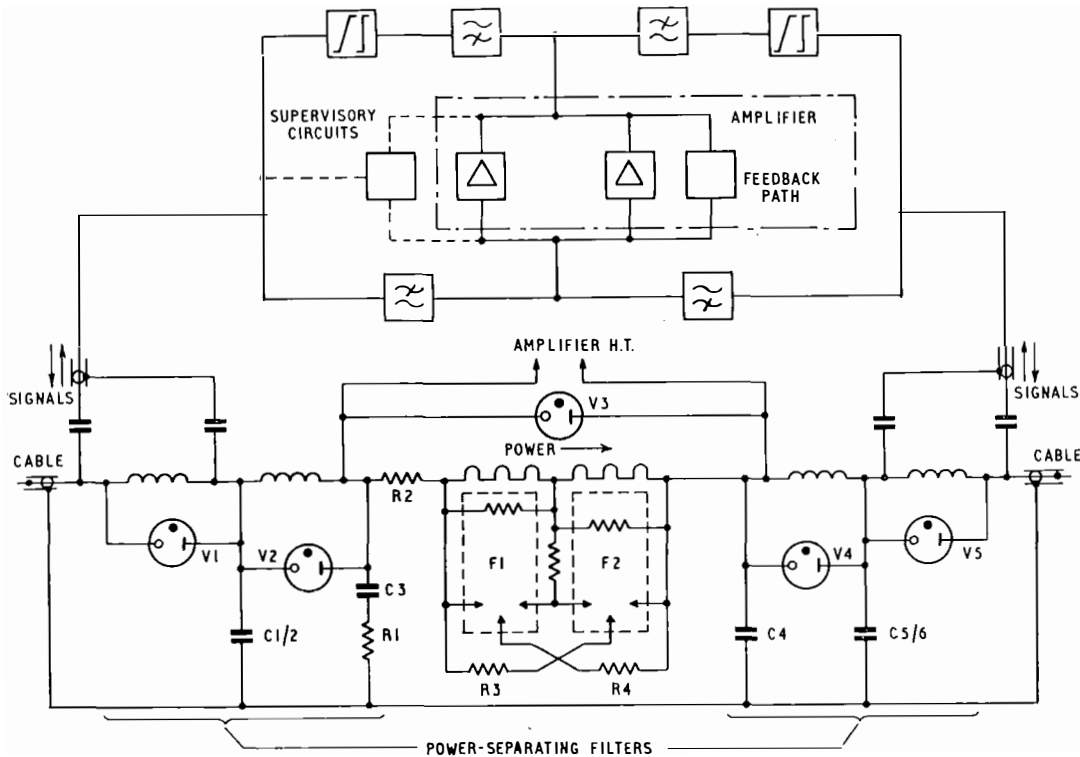 SUPERVISORY
CIRCUITS
AMPLIFIER
FEEDBACK
PATH
AMPLIFIER H.T.
SIGNALS
SIGNALS
V3
POWER
CABLE
CABLE
R2
V1
V2
F1
F2
V4
V5
C3
C1/2
R1
C4
C5/6
R3
R4
POWER-SEPARATING FILTERS